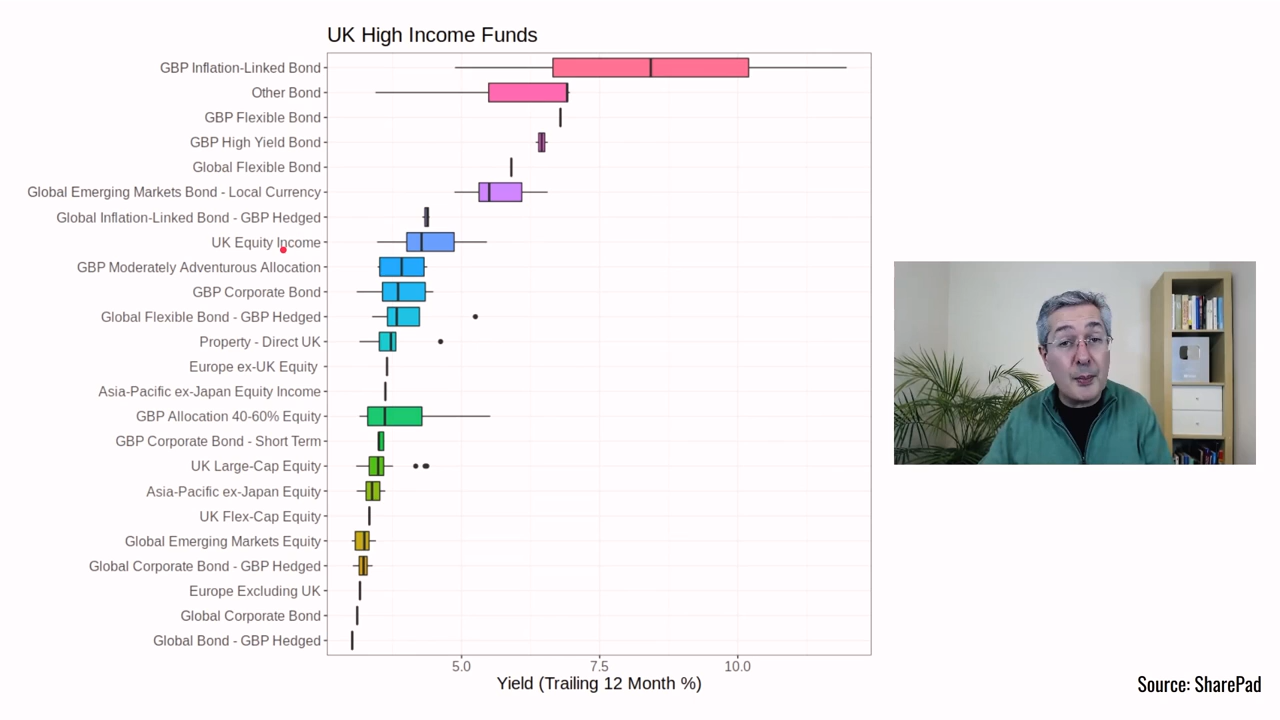 UK High Income Funds
GBP Inflation-Linked Bond
Other Bond
GBP Flexible Bond
GBP High Yield Bond
Global Flexible Bond
Global Emerging Markets Bond - Local Currency
Global Inflation-Linked Bond - GBP Hedged
UK Equity Income
GBP Moderately Adventurous Allocation
GBP Corporate Bond
Global Flexible Bond - GBP Hedged
Property - Direct UK
Europe ex-UK Equity
Asia-Pacific ex-Japan Equity Income
GBP Allocation 40-60% Equity
GBP Corporate Bond - Short Term
UK Large-Cap Equity
Asia-Pacific ex-Japan Equity
UK Flex-Cap Equity
Global Emerging Markets Equity
Global Corporate Bond - GBP Hedged
Europe Excluding UK
Global Corporate Bond
Global Bond - GBP Hedged
5.0 7.5 10.0
Yield (Trailing 12 Month %)
Source: SharePad